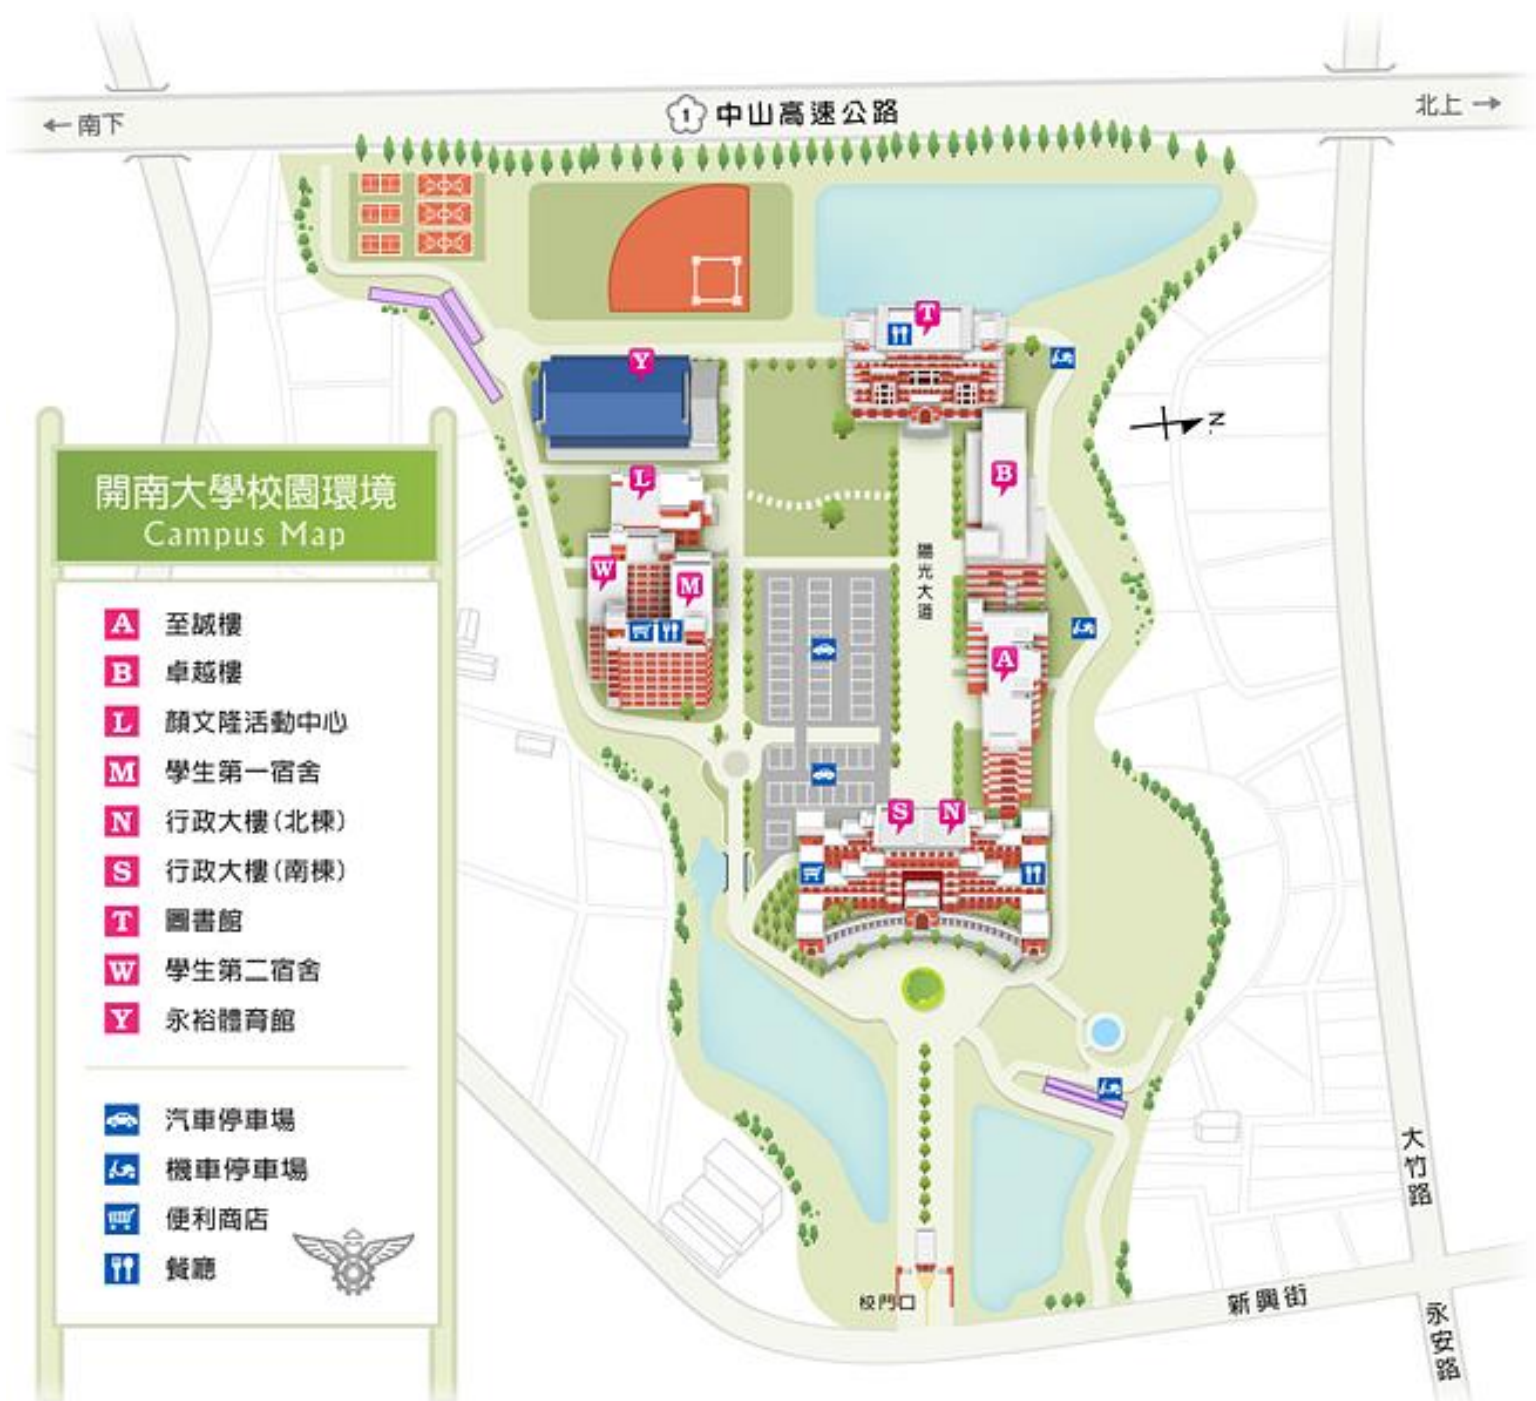 1 中山高速公路
←南下
北上→
T
Y
N.
B
L
開南大學校園環境
Campus Map
W
M
陽光大道
A
S
N
A 至誠樓
B 卓越樓
L 顏文隆活動中心
M 學生第一宿舍
N 行政大樓(北棟)
S 行政大樓(南棟)
T 圖書館
W 學生第二宿舍
Y 永裕體育館
汽車停車場
機車停車場
便利商店
餐廳
大竹路
校門口
新興街
永安路